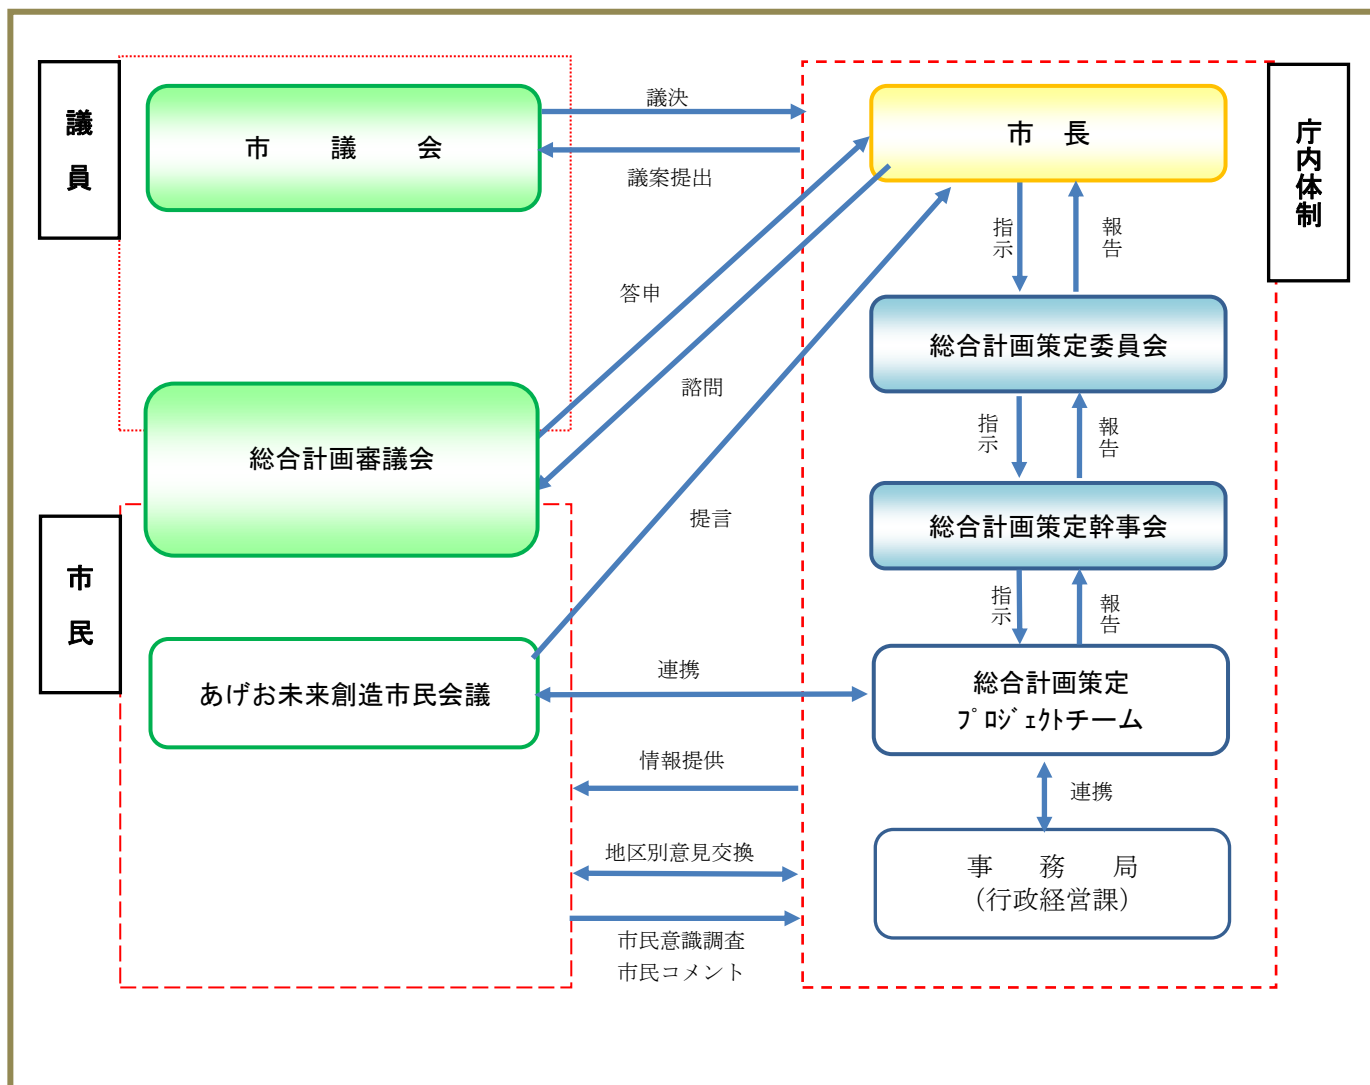 議員
市議会
総合計画審議会
市民
あげお未来創造市民会議
議決
議案提出
答申
諮問
提言
連携
情報提供
地区別意見交換
市民意識調査
市民コメント
庁内体制
市長
指示
報告
総合計画策定委員会
指示
報告
総合計画策定幹事会
指示
報告
総合計画策定
ﾌﾟﾛｼﾞｪｸﾄチーム
連携
事務局
（行政経営課）